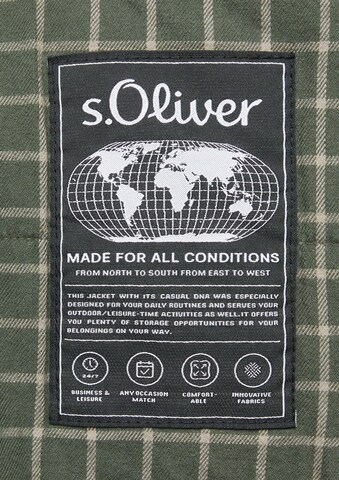 s.Oliver
MADE FOR ALL CONDITIONS
FROM NORTH TO SOUTH FROM EAST TO WEST
THIS JACKET WITH ITS CASUAL DNA WAS ESPECIALLY
DESIGNED FOR YOUR DAILY ROUTINES AND SERVES YOUR
OUTDOOR/LEISURE-TIME ACTIVITIES AS WELL.IT OFFERS
YOU PLENTY OF STORAGE OPPORTUNITIES FOR YOUR
BELONGINGS ON YOUR WAY.
24/7
BUSINESS & ANY OCCASION COMFORT- INNOVATIVE
LEISURE MATCH ABLE FABRICS